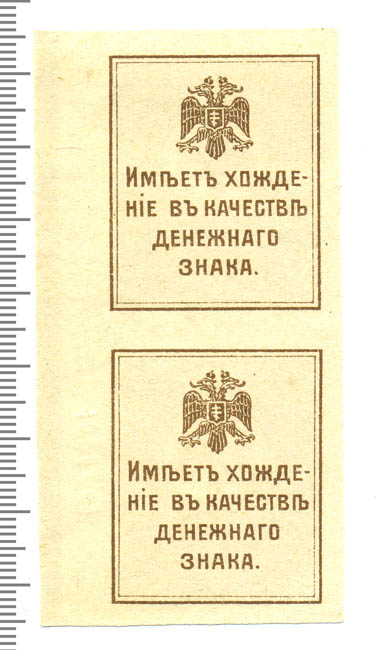 Имѣетъ хожде-
ніе въ качествѣ
денежнаго
знака.
Имѣетъ хожде-
ніе въ качествѣ
денежнаго
знака.